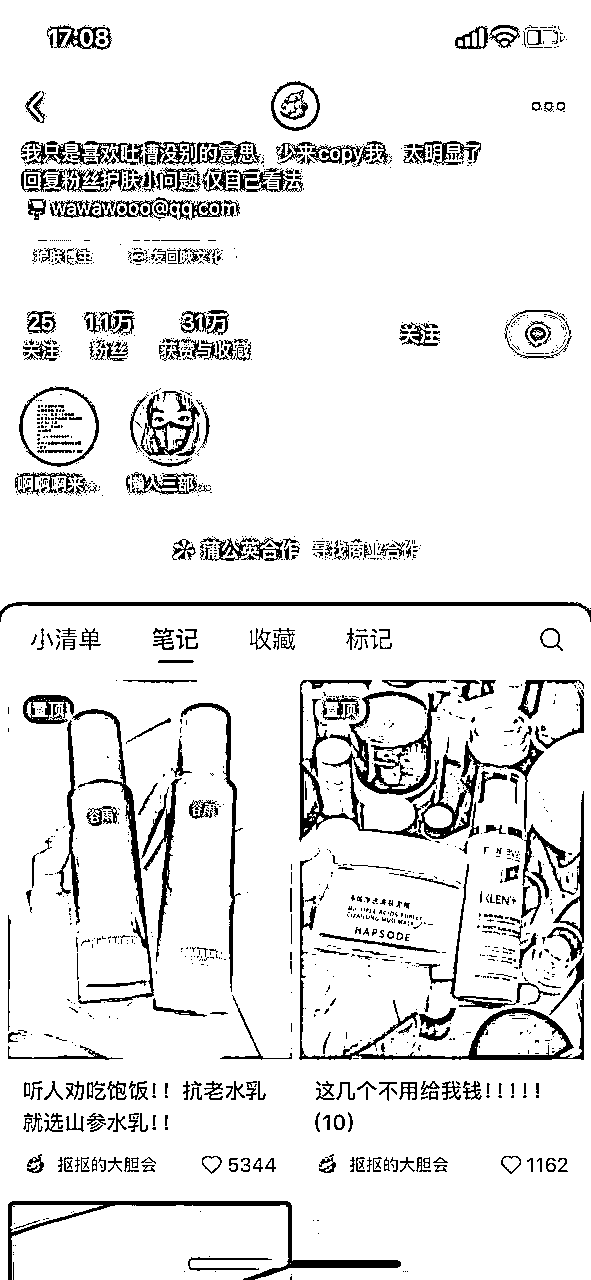 17:08
我只是喜欢吐槽没别的意思，少来copy我，太明显了
回复粉丝护肤小问题 仅自己看法
wawawooo@qq.com
护肤博主
25 1.1万 31万
关注 粉丝 获赞与收藏 关注
啊啊啊来... 懒人三部...
蒲公英合作 寻找商业合作
小清单 笔记 收藏 标记
置顶 置顶
谷雨 谷雨
KLEN
CLEANSING MUD MASK
HAPSODE
听人劝吃饱饭！！抗老水乳 这几个不用给我钱！！！！！
就选山参水乳！！ (10)
抠抠的大胆会 5344 抠抠的大胆会 1162